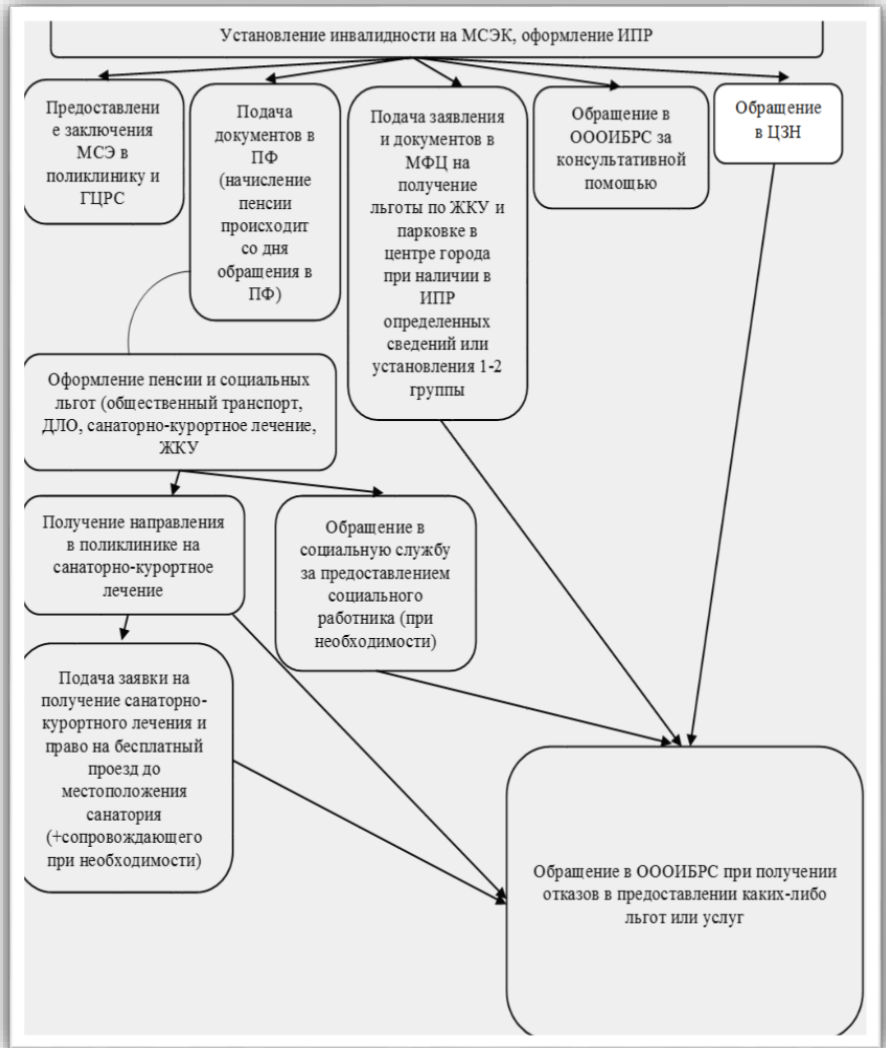 Установление инвалидности на МСЭК, оформление ИПР
Предоставлени
е заключения
МСЭ в
поликлинику и
ГЦРС
Подача
документов в
ПФ
(начисление
пенсии
происходит
со дня
обращения в
ПФ)
Подача заявления
и документов в
МФЦ на
получение
льготы по ЖКУ и
парковке в
центре города
при наличии в
ИПР
определенных
сведений или
установления 1-2
группы
Обращение в
ОООИБРС за
консультативной
помощью
Обращение
в ЦЗН
Оформление пенсии и социальных
льгот (общественный транспорт,
ДЛО, санаторно-курортное лечение,
ЖКУ
Получение направления
в поликлинике на
санаторно-курортное
лечение
Обращение в
социальную службу
за предоставлением
социального
работника (при
необходимости)
Подача заявки на
получение санаторно-
курортного лечения и
право на бесплатный
проезд до
местоположения
санатория
(+сопровождающего
при необходимости)
Обращение в ОООИБРС при получении
отказов в предоставлении каких-либо
льгот или услуг